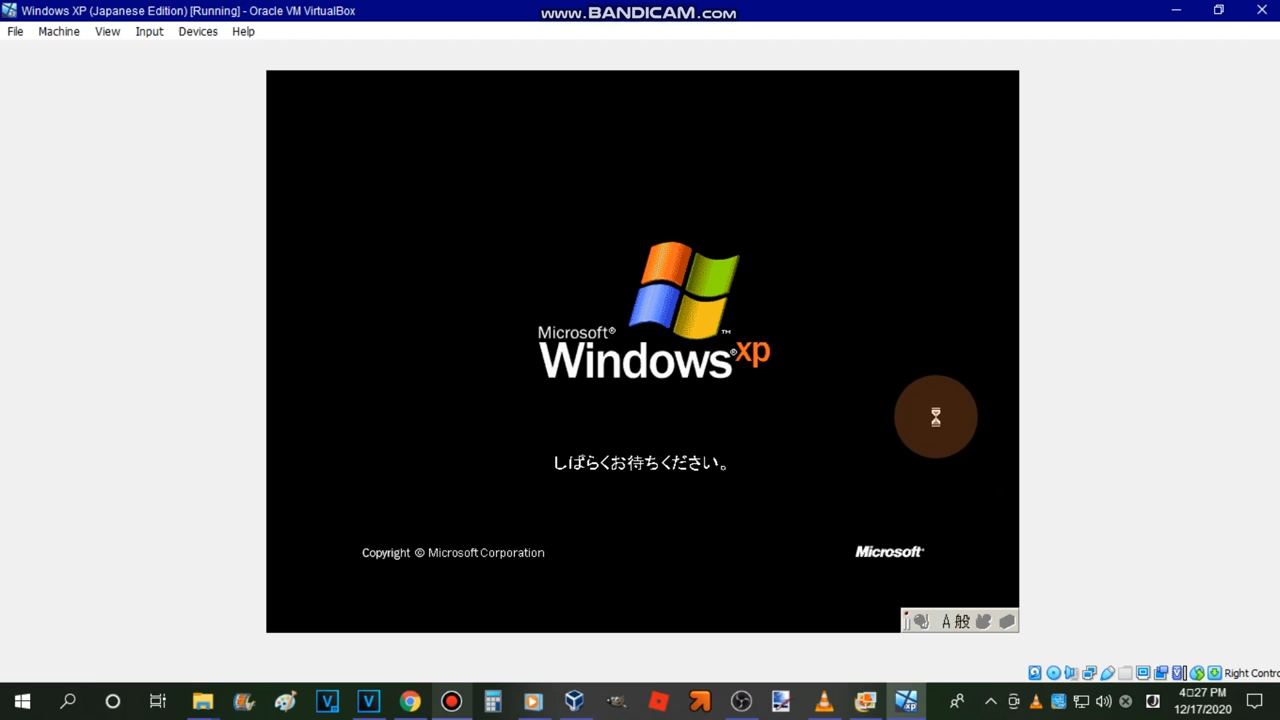 Windows XP (Japanese Edition) [Running] - Oracle VM VirtualBox
www.BANDICAM.com
File Machine View Input Devices Help
Microsoft®
Windows®xp
™
しばらくお待ちください。
Copyright © Microsoft Corporation
Microsoft®
A 般
Right Contro
4:27 PM
12/17/2020